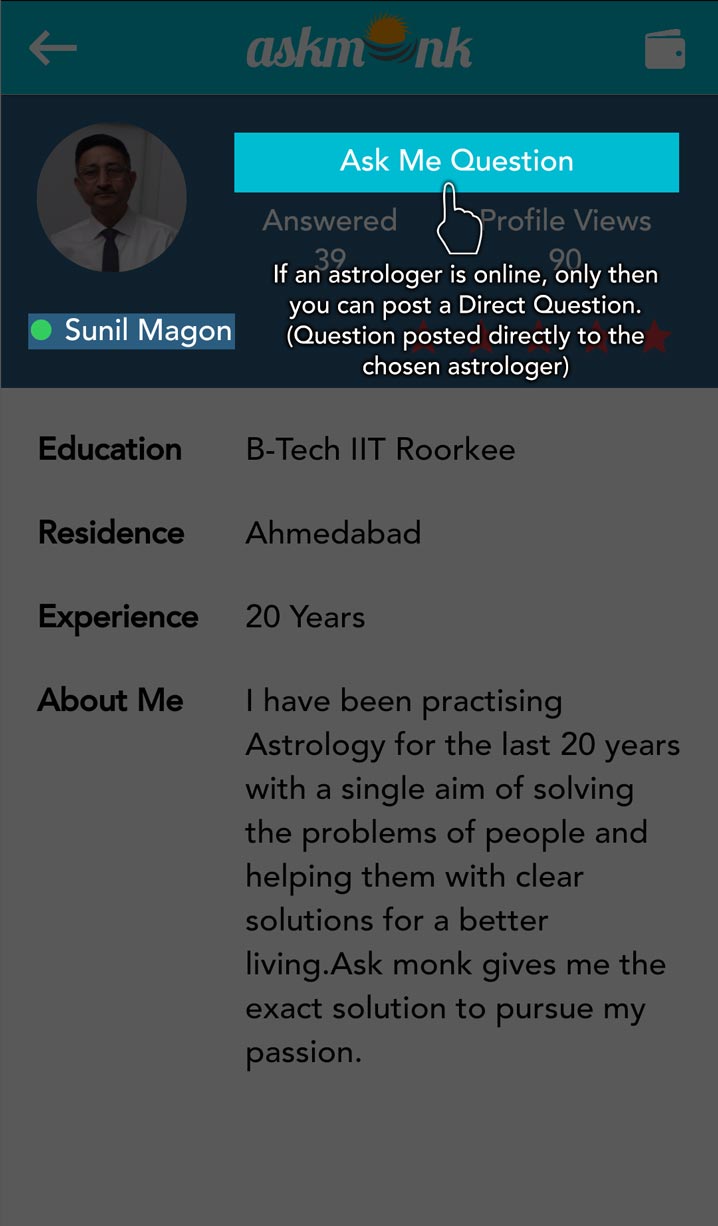 askmonk
Ask Me Question
Answered
Profile Views
39
90
If an astrologer is online, only then
you can post a Direct Question.
(Question posted directly to the
chosen astrologer)
Sunil Magon
Education B-Tech IIT Roorkee
Residence Ahmedabad
Experience 20 Years
About Me I have been practising
Astrology for the last 20 years
with a single aim of solving
the problems of people and
helping them with clear
solutions for a better
living.Ask monk gives me the
exact solution to pursue my
passion.